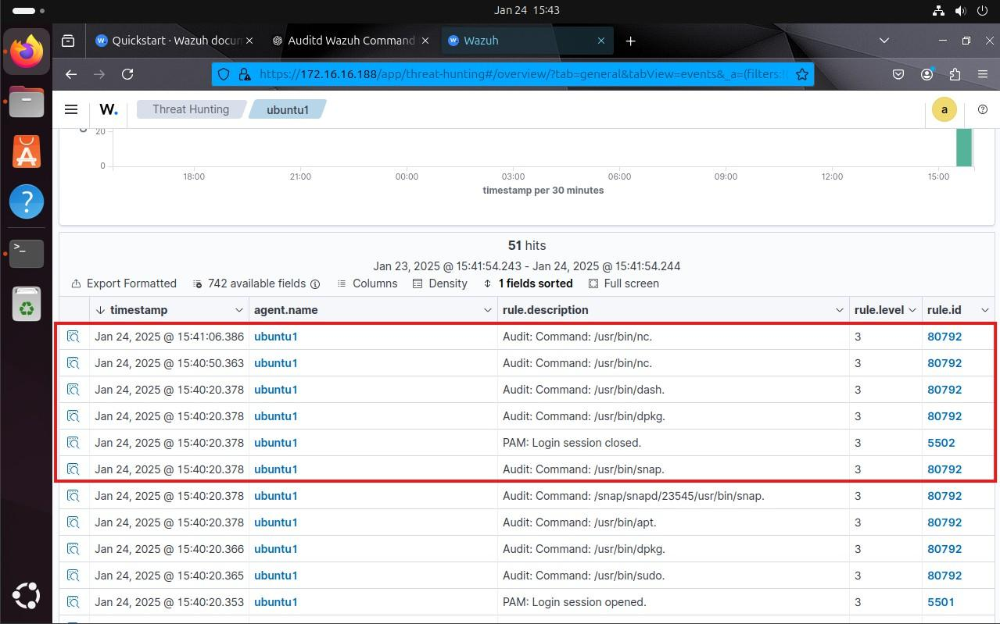 Jan 24 15:43
Quickstart · Wazuh docun
Auditd Wazuh Command
Wazuh
https://172.16.16.188/app/threat-hunting#/overview/?tab=general&tabView=events&_a=(filters:!(
W.
Threat Hunting
ubuntu1
a
20
0
18:00 21:00 00:00 03:00 06:00 09:00 12:00 15:00
timestamp per 30 minutes
51 hits
Jan 23, 2025 @ 15:41:54.243 - Jan 24, 2025 @ 15:41:54.244
Export Formatted 742 available fields Columns Density 1 fields sorted Full screen
timestamp agent.name rule.description rule.level rule.id
Jan 24, 2025 @ 15:41:06.386 ubuntu1 Audit: Command: /usr/bin/nc. 3 80792
Jan 24, 2025 @ 15:40:50.363 ubuntu1 Audit: Command: /usr/bin/nc. 3 80792
Jan 24, 2025 @ 15:40:20.378 ubuntu1 Audit: Command: /usr/bin/dash. 3 80792
Jan 24, 2025 @ 15:40:20.378 ubuntu1 Audit: Command: /usr/bin/dpkg. 3 80792
Jan 24, 2025 @ 15:40:20.378 ubuntu1 PAM: Login session closed. 3 5502
Jan 24, 2025 @ 15:40:20.378 ubuntu1 Audit: Command: /usr/bin/snap. 3 80792
Jan 24, 2025 @ 15:40:20.378 ubuntu1 Audit: Command: /snap/snapd/23545/usr/bin/snap. 3 80792
Jan 24, 2025 @ 15:40:20.378 ubuntu1 Audit: Command: /usr/bin/apt. 3 80792
Jan 24, 2025 @ 15:40:20.366 ubuntu1 Audit: Command: /usr/bin/dpkg. 3 80792
Jan 24, 2025 @ 15:40:20.365 ubuntu1 Audit: Command: /usr/bin/sudo. 3 80792
Jan 24, 2025 @ 15:40:20.353 ubuntu1 PAM: Login session opened. 3 5501